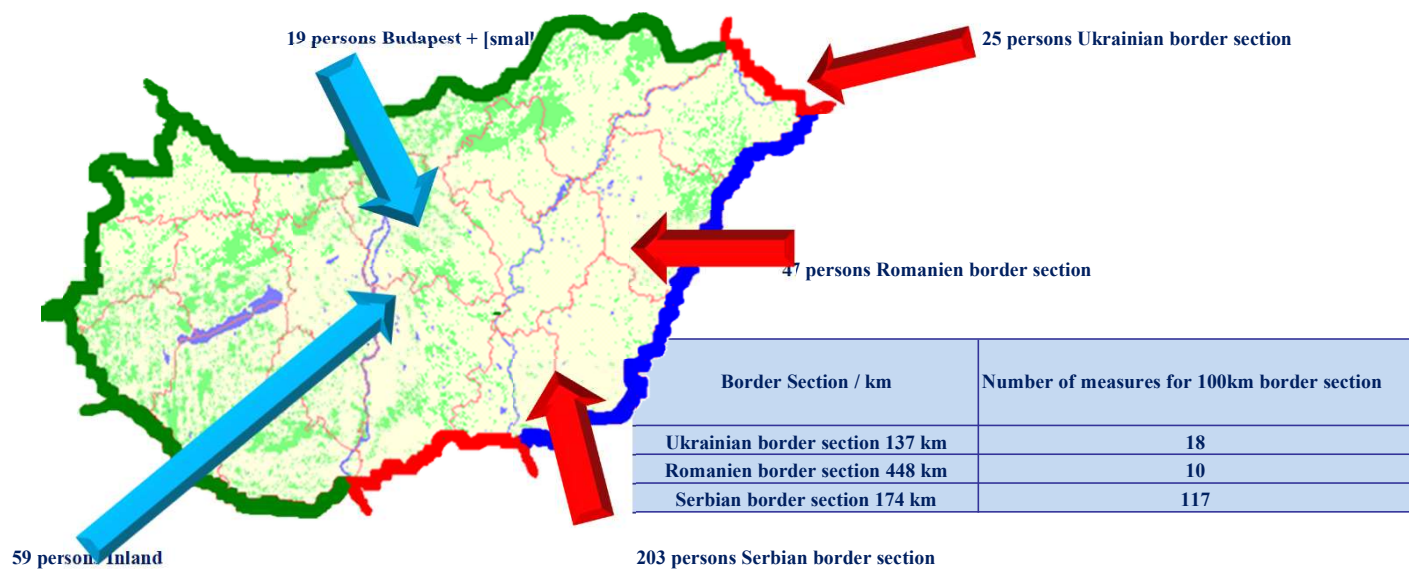 19 persons Budapest + [small
25 persons Ukrainian border section
47 persons Romanien border section
Border Section / km Number of measures for 100km border section
Ukrainian border section 137 km 18
Romanien border section 448 km 10
Serbian border section 174 km 117
59 persons Inland
203 persons Serbian border section